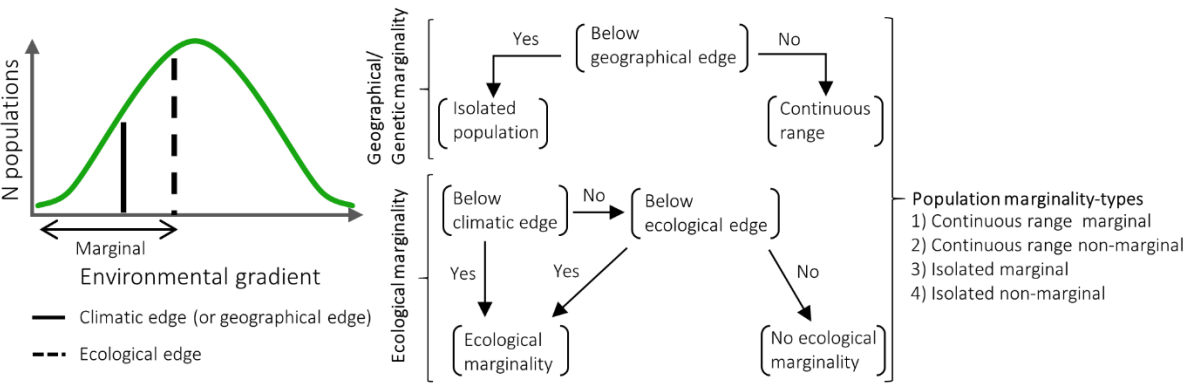 N populations
Marginal
Environmental gradient
Climatic edge (or geographical edge)
Ecological edge
Geographical/
Genetic marginality
Below
geographical edge
Yes
No
Isolated
population
Continuous
range
Ecological marginality
Below
climatic edge
No
Below
ecological edge
Yes
Yes
No
Ecological
marginality
No ecological
marginality
Population marginality-types
1) Continuous range marginal
2) Continuous range non-marginal
3) Isolated marginal
4) Isolated non-marginal